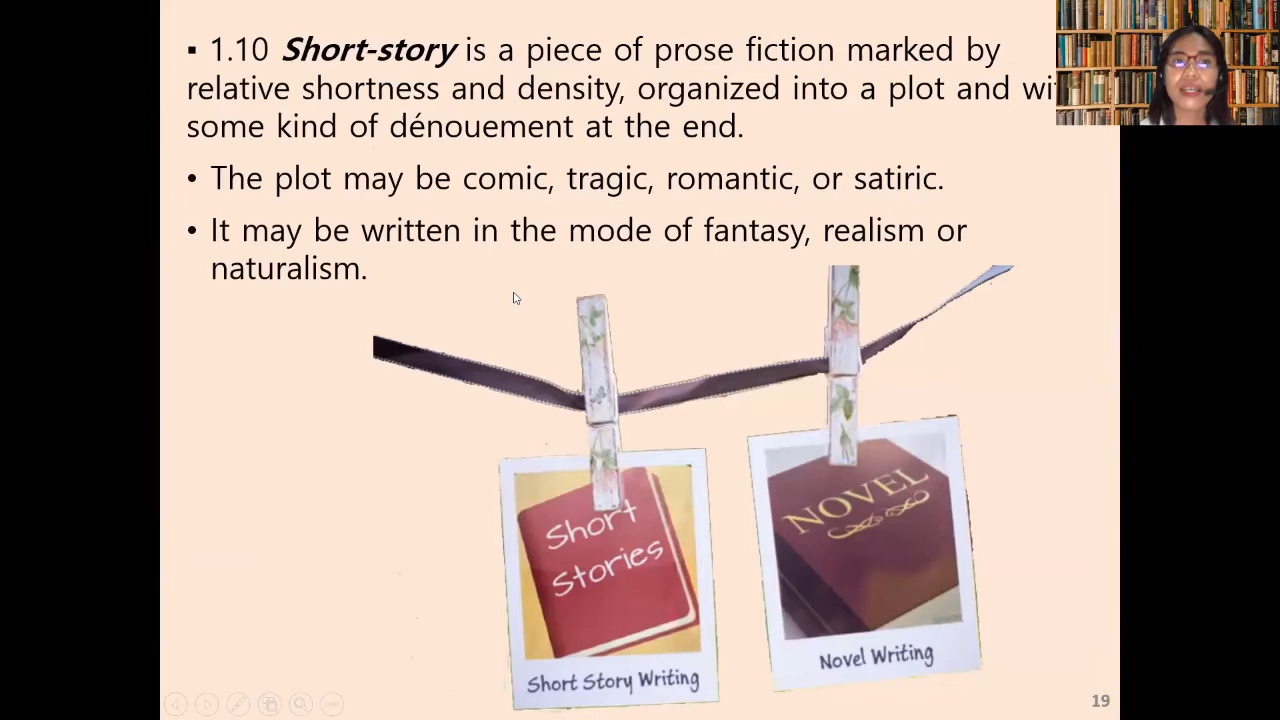 ▪ 1.10 Short-story is a piece of prose fiction marked by
relative shortness and density, organized into a plot and
some kind of dénouement at the end.
• The plot may be comic, tragic, romantic, or satiric.
• It may be written in the mode of fantasy, realism or
naturalism.
Short
Stories
Short Story Writing
NOVEL
Novel Writing
19